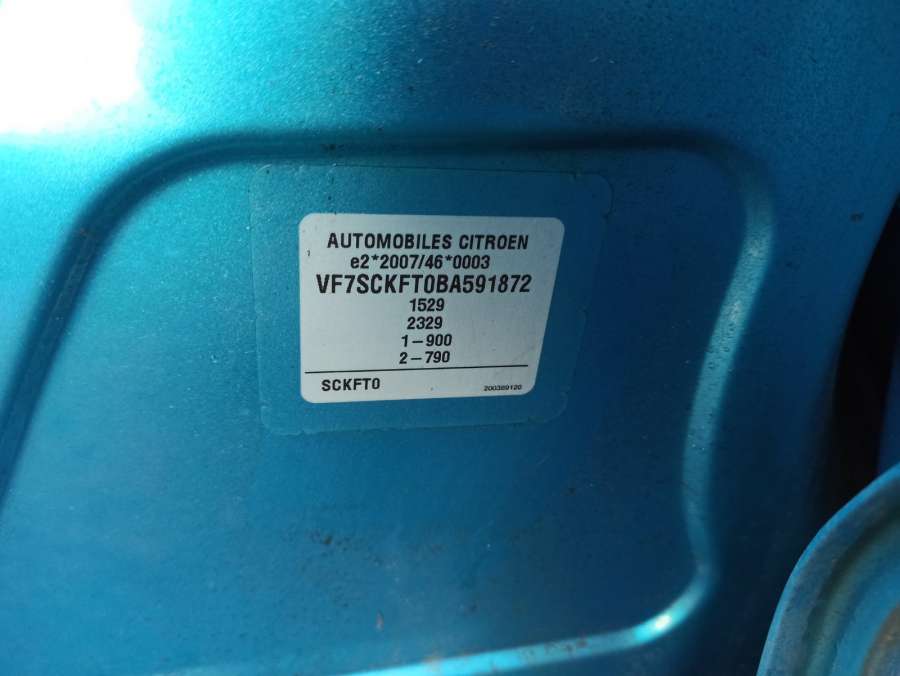 AUTOMOBILES CITROEN
e2*2007/46*0003
VF7SCKFT0BA591872
1529
2329
1-900
2-790
SCKFT0
200389120